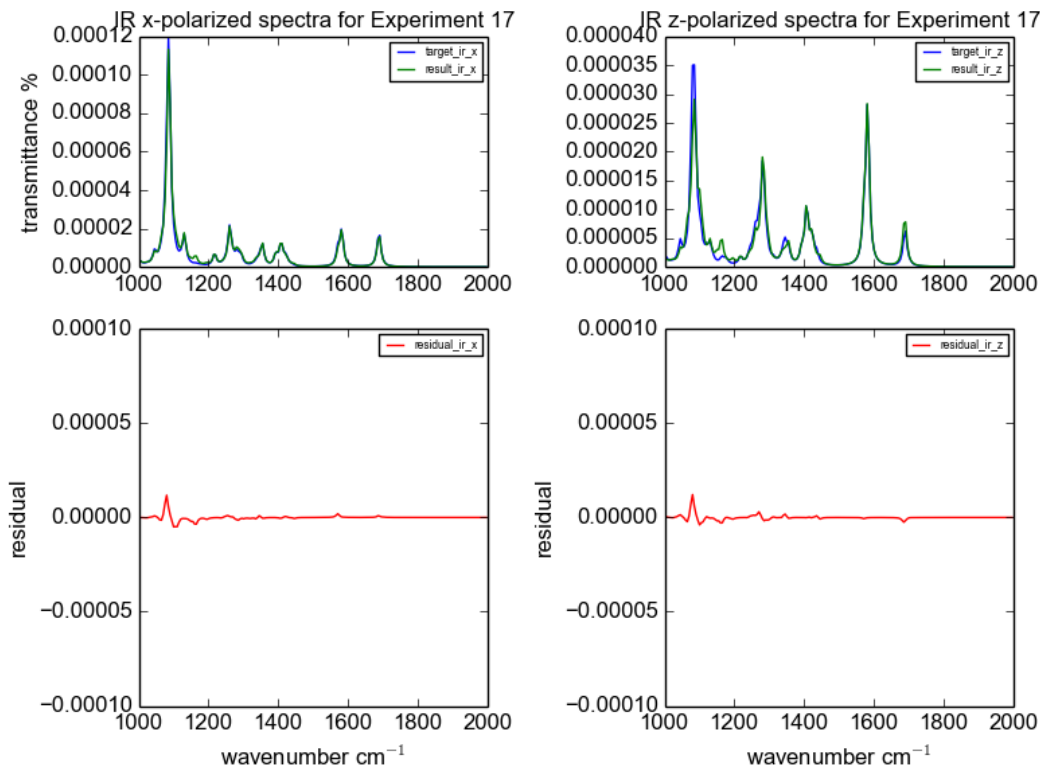 IR x-polarized spectra for Experiment 17
0.00012
0.00010
0.00008
0.00006
0.00004
0.00002
0.00000
transmittance %
target_ir_x
result_ir_x
1000 1200 1400 1600 1800 2000
IR z-polarized spectra for Experiment 17
0.000040
0.000035
0.000030
0.000025
0.000020
0.000015
0.000010
0.000005
0.000000
target_ir_z
result_ir_z
1000 1200 1400 1600 1800 2000
0.00010
0.00005
0.00000
−0.00005
−0.00010
residual
residual_ir_x
1000 1200 1400 1600 1800 2000
wavenumber cm⁻¹
0.00010
0.00005
0.00000
−0.00005
−0.00010
residual
residual_ir_z
1000 1200 1400 1600 1800 2000
wavenumber cm⁻¹